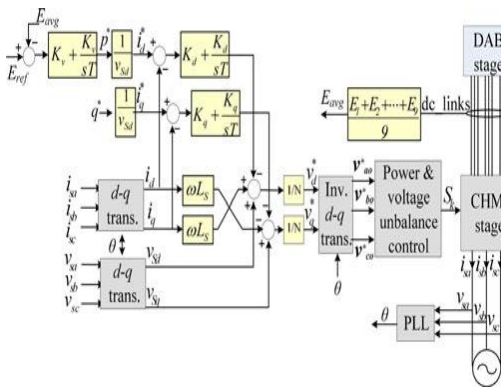 E_avg
E_ref
K_v + K_v/sT
p*
1/v_Sd
i_d*
K_d + K_d/sT
q*
1/v_Sd
i_q*
K_q + K_q/sT
E_avg
E_1+E_2+···+E_9
9
dc links
DAB
stage
i_sa
i_sb
i_sc
d-q
trans.
i_d
i_q
ωL_S
ωL_S
θ
v_sa
v_sb
v_sc
d-q
trans.
v_Sd
v_Sq
1/N
1/N
v_d*
v_q*
Inv.
d-q
trans.
θ
v*_ao
v*_bo
v*_co
Power &
voltage
unbalance
control
S_k
CHM
stage
i_sa
i_sb
i_sc
v_sa
v_sb
v_sc
PLL
θ